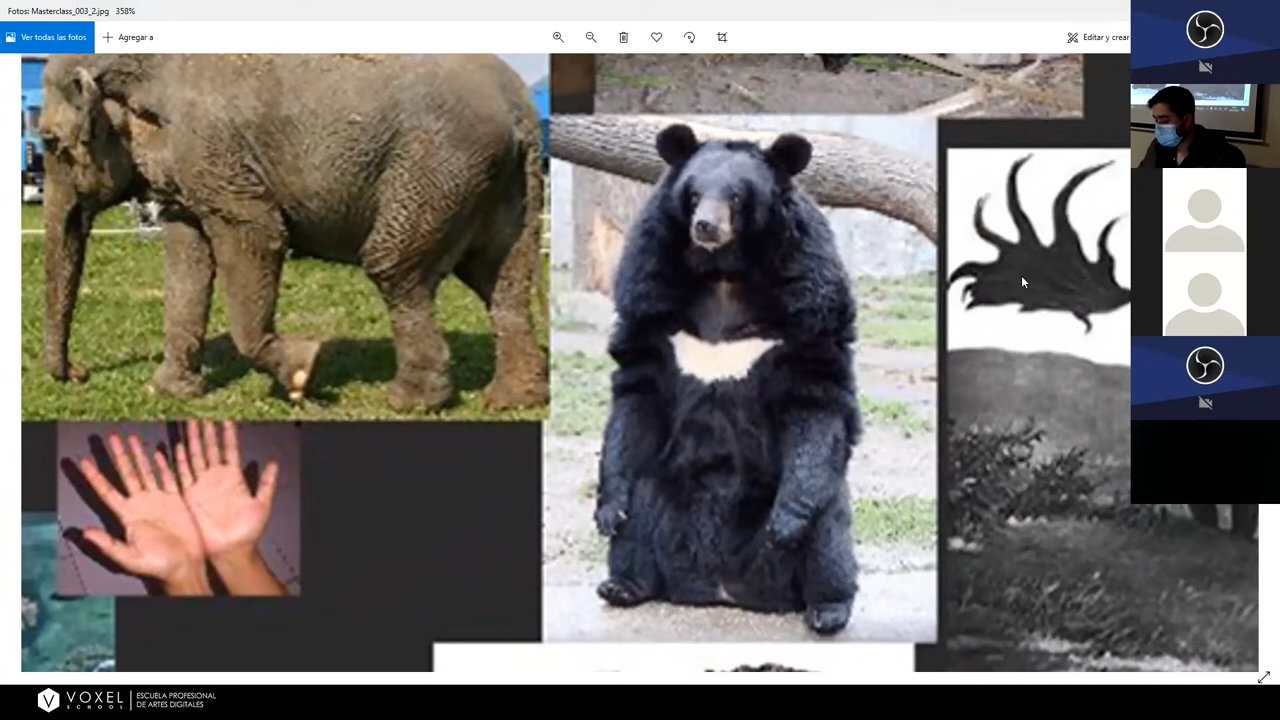 Fotos: Masterclass_003_2.jpg 358%
Ver todas las fotos
Agregar a
Editar y crear
VOXEL
SCHOOL
ESCUELA PROFESIONAL
DE ARTES DIGITALES